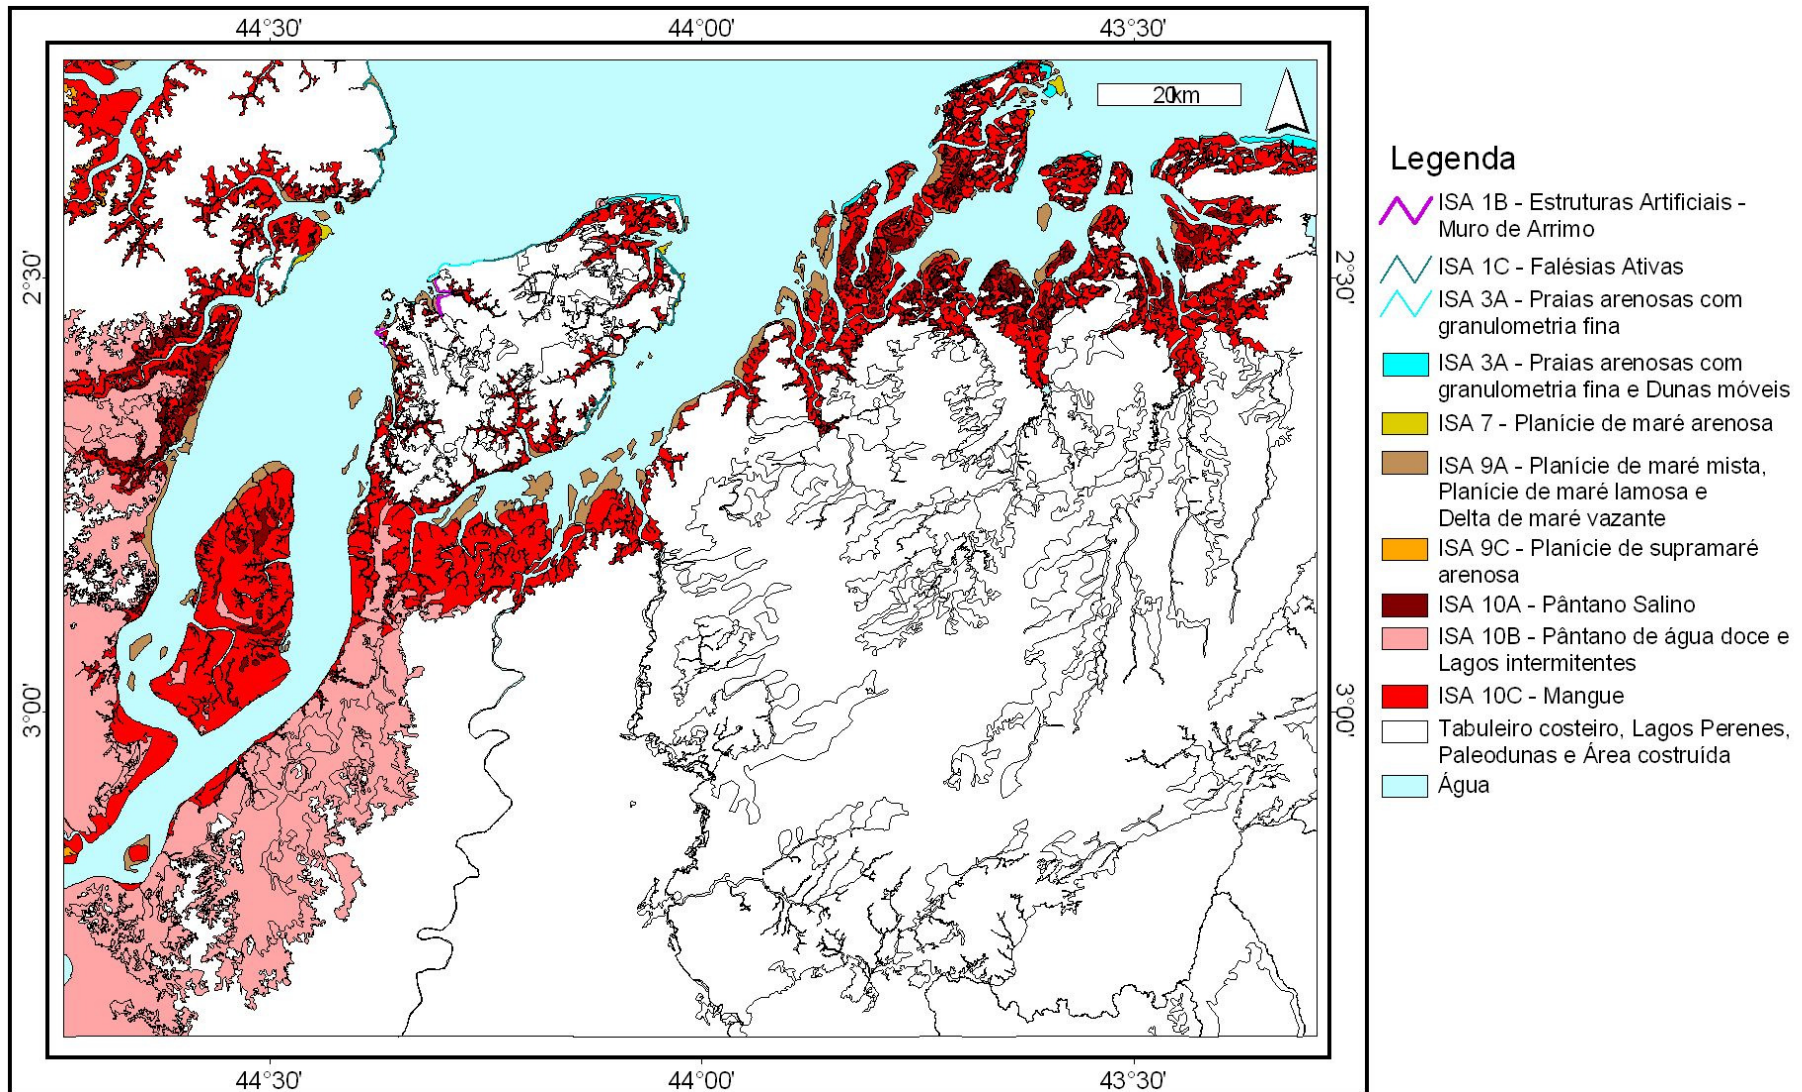 44°30' 44°00' 43°30'
20km
N
2°30' 2°30'
3°00' 3°00'
44°30' 44°00' 43°30'
Legenda
ISA 1B - Estruturas Artificiais -
Muro de Arrimo
ISA 1C - Falésias Ativas
ISA 3A - Praias arenosas com
granulometria fina
ISA 3A - Praias arenosas com
granulometria fina e Dunas móveis
ISA 7 - Planície de maré arenosa
ISA 9A - Planície de maré mista,
Planície de maré lamosa e
Delta de maré vazante
ISA 9C - Planície de supramaré
arenosa
ISA 10A - Pântano Salino
ISA 10B - Pântano de água doce e
Lagos intermitentes
ISA 10C - Mangue
Tabuleiro costeiro, Lagos Perenes,
Paleodunas e Área costruída
Água